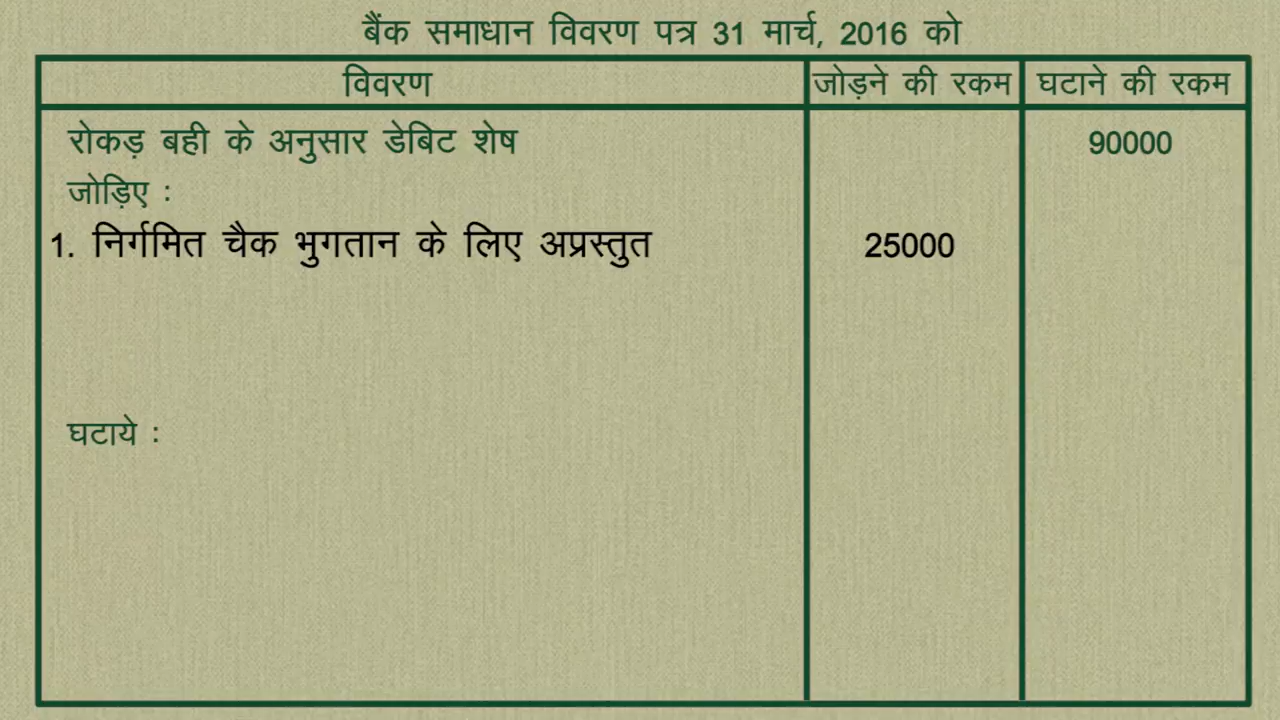 बैंक समाधान विवरण पत्र 31 मार्च, 2016 को
विवरण जोड़ने की रकम घटाने की रकम
रोकड़ बही के अनुसार डेबिट शेष 90000
जोड़िए :
1. निर्गमित चैक भुगतान के लिए अप्रस्तुत 25000
घटाये :